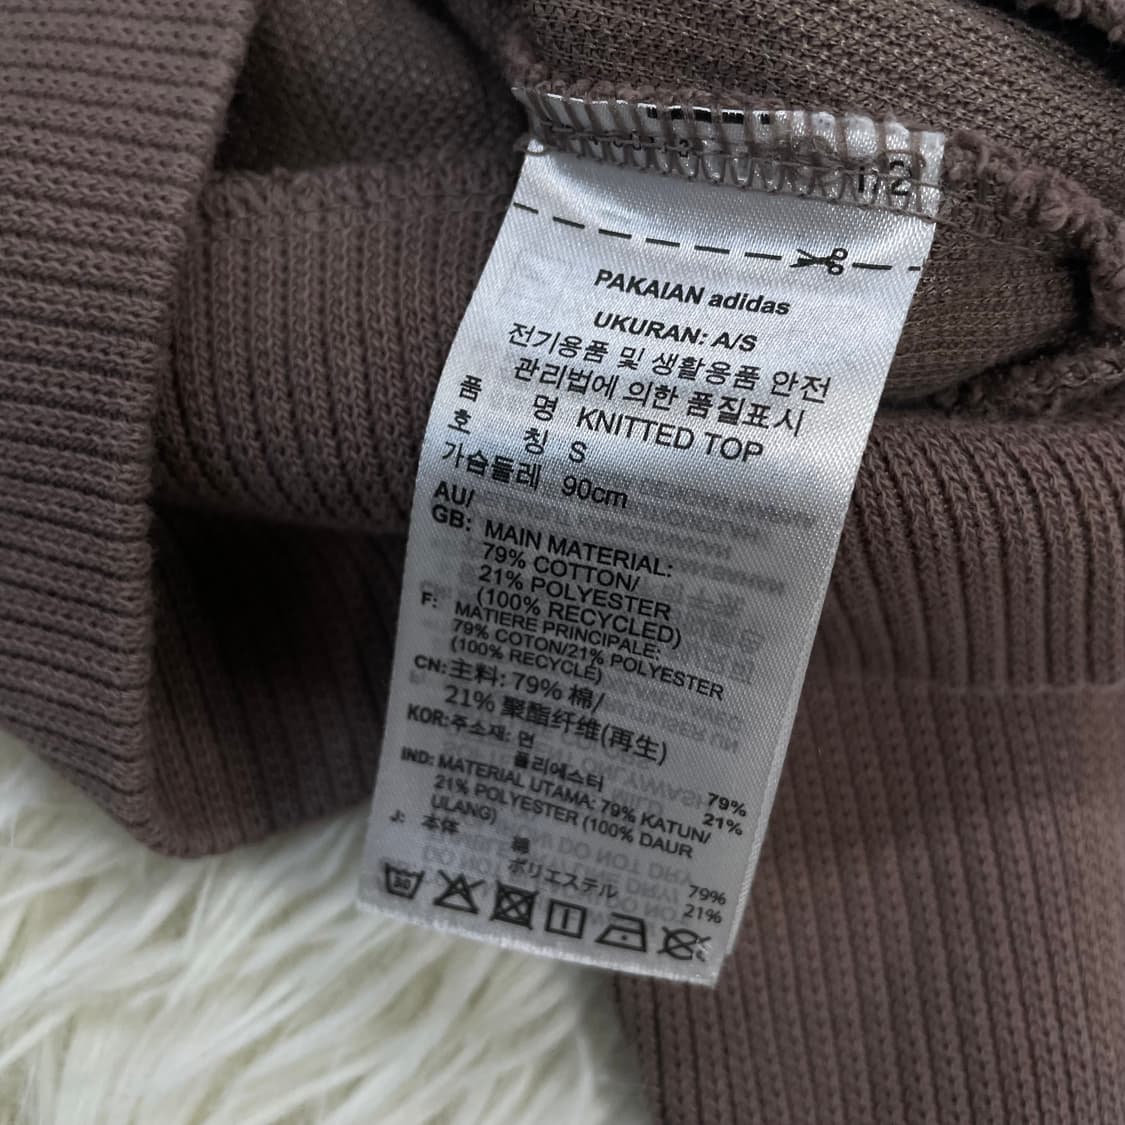 PAKAIAN adidas
UKURAN: A/S
전기용품 및 생활용품 안전
관리법에 의한 품질표시
품 명 KNITTED TOP
호 칭 S
가슴둘레 90cm
AU/
GB: MAIN MATERIAL:
79% COTTON/
21% POLYESTER
(100% RECYCLED)
F: MATIERE PRINCIPALE:
79% COTON/21% POLYESTER
(100% RECYCLE)
CN: 主料: 79% 棉/
21% 聚酯纤维(再生)
KOR: 주소재: 면 79%
폴리에스터 21%
IND: MATERIAL UTAMA: 79% KATUN/
21% POLYESTER (100% DAUR
ULANG)
J: 本体 綿 79%
ポリエステル 21%
30